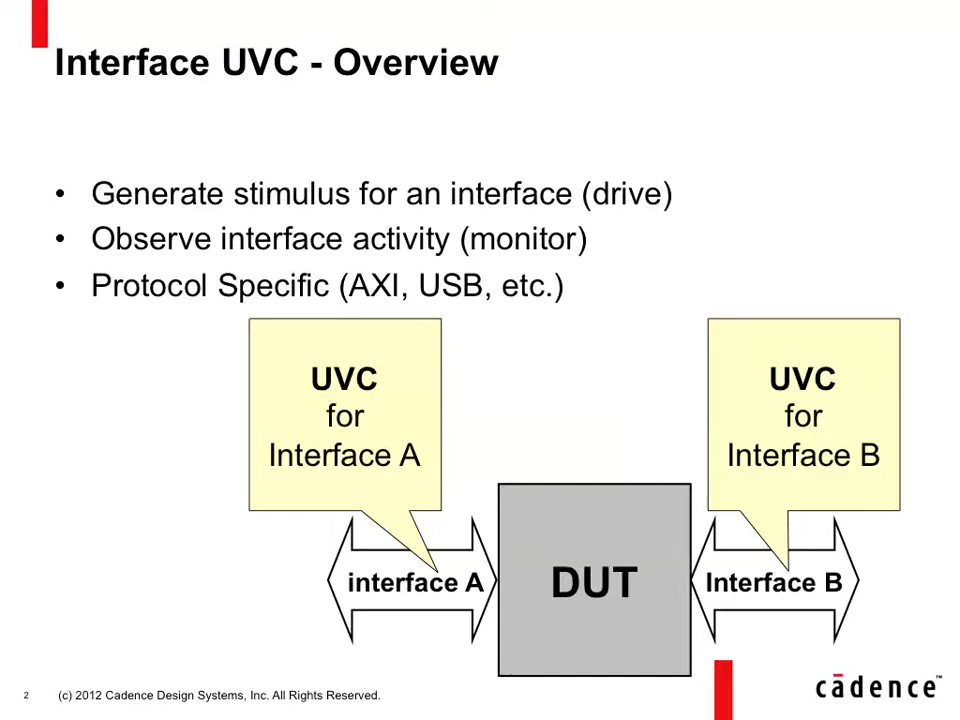 Interface UVC - Overview
• Generate stimulus for an interface (drive)
• Observe interface activity (monitor)
• Protocol Specific (AXI, USB, etc.)
UVC
for
Interface A
UVC
for
Interface B
interface A
DUT
Interface B
2
(c) 2012 Cadence Design Systems, Inc. All Rights Reserved.
cādence™